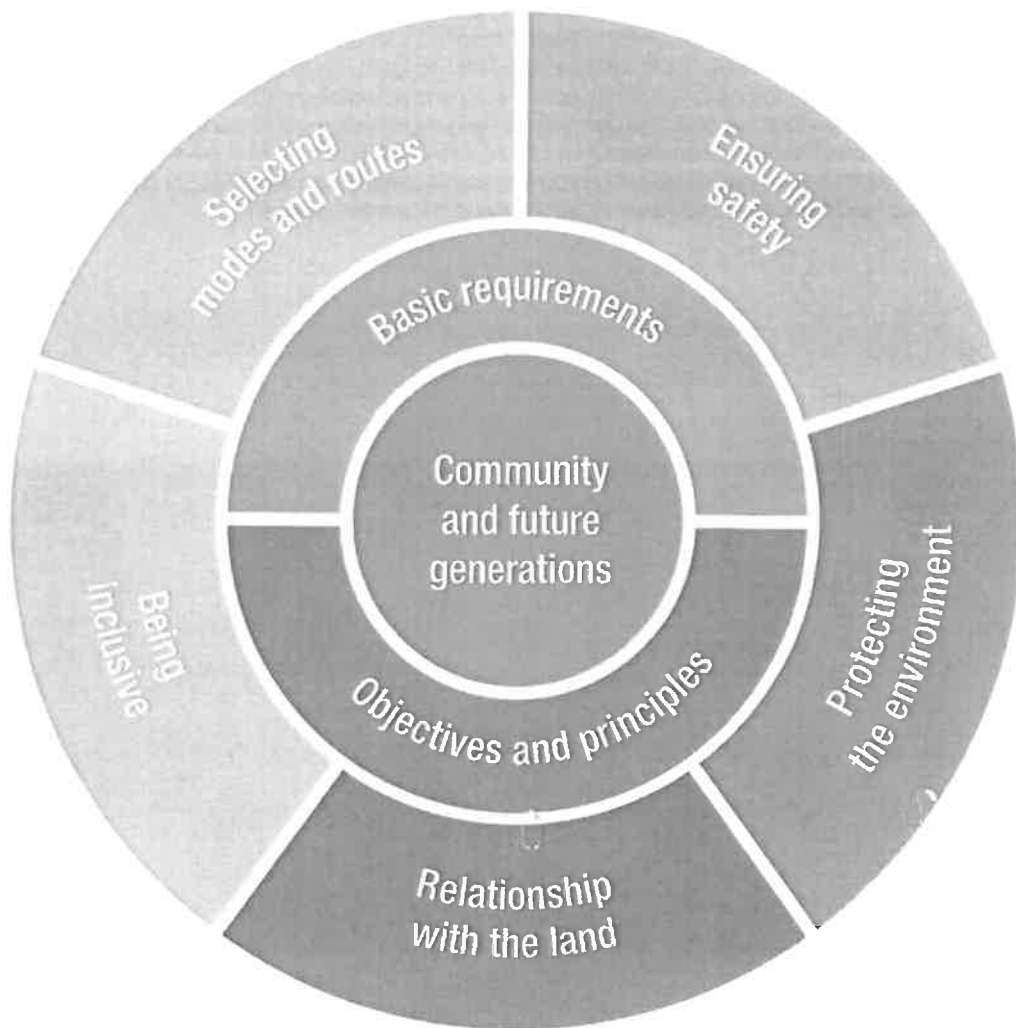 Selecting
modes and routes
Ensuring
safety
Basic requirements
Community
and future
generations
Being
inclusive
Protecting
the environment
Objectives and principles
Relationship
with the land